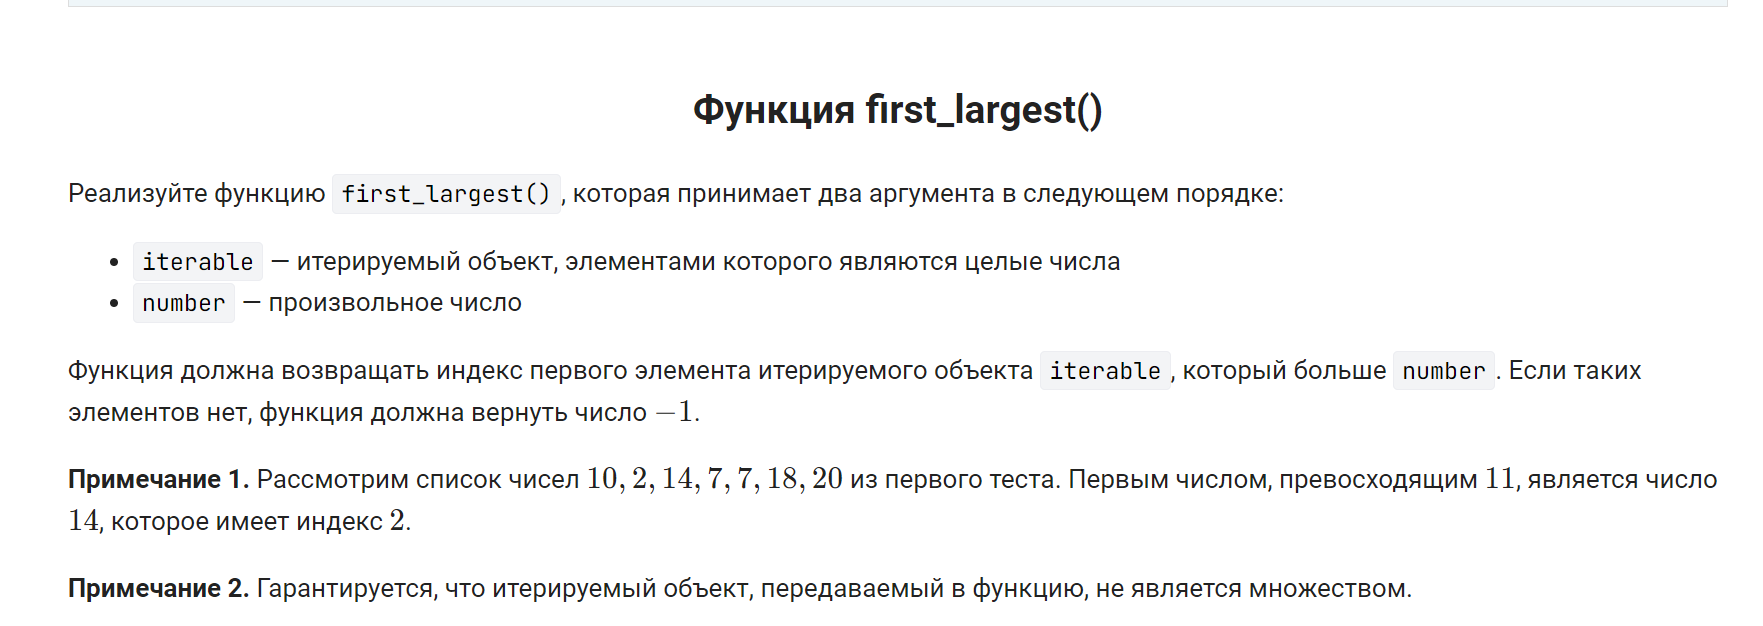 Функция first_largest()
Реализуйте функцию first_largest(), которая принимает два аргумента в следующем порядке:
• iterable — итерируемый объект, элементами которого являются целые числа
• number — произвольное число
Функция должна возвращать индекс первого элемента итерируемого объекта iterable, который больше number. Если таких
элементов нет, функция должна вернуть число −1.
Примечание 1. Рассмотрим список чисел 10, 2, 14, 7, 7, 18, 20 из первого теста. Первым числом, превосходящим 11, является число
14, которое имеет индекс 2.
Примечание 2. Гарантируется, что итерируемый объект, передаваемый в функцию, не является множеством.